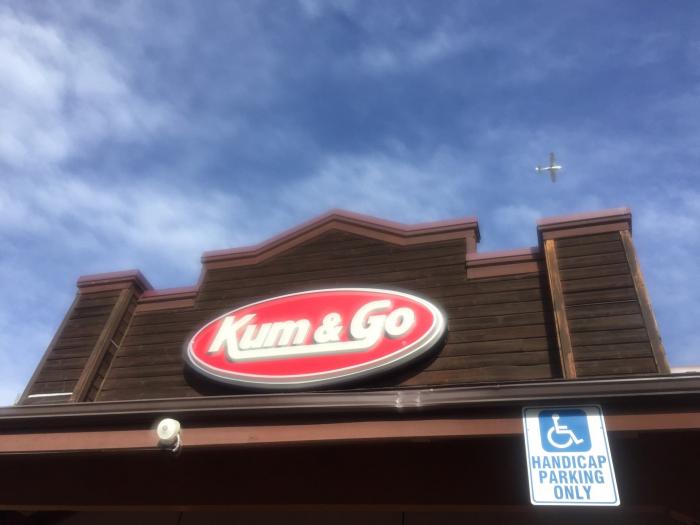 Kum & Go
HANDICAP
PARKING
ONLY